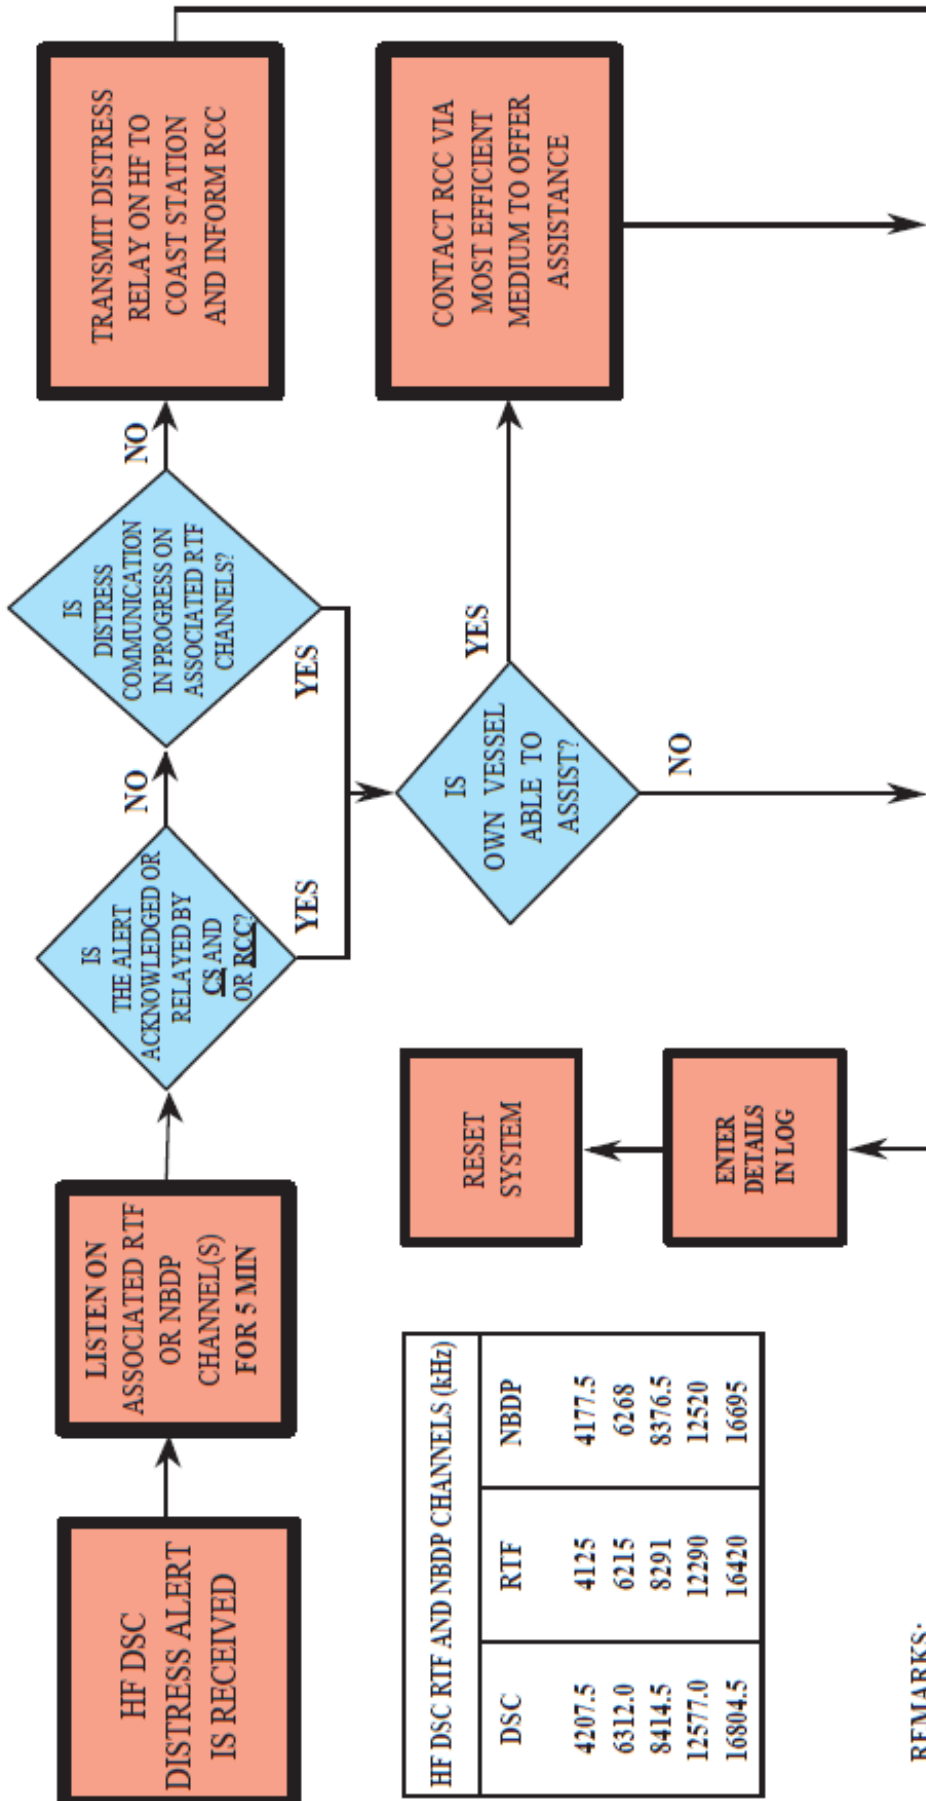 HF DSC
DISTRESS ALERT
IS RECEIVED
LISTEN ON
ASSOCIATED RTF
OR NBDP
CHANNEL(S)
FOR 5 MIN
IS
THE ALERT
ACKNOWLEDGED OR
RELAYED BY
CS AND
OR RCC?
NO
YES
IS
DISTRESS
COMMUNICATION
IN PROGRESS ON
ASSOCIATED RTF
CHANNELS?
NO
YES
TRANSMIT DISTRESS
RELAY ON HF TO
COAST STATION
AND INFORM RCC
HF DSC RTF AND NBDP CHANNELS (kHz)
DSC RTF NBDP
4207.5 4125 4177.5
6312.0 6215 6268
8414.5 8291 8376.5
12577.0 12290 12520
16804.5 16420 16695
RESET
SYSTEM
ENTER
DETAILS
IN LOG
IS
OWN VESSEL
ABLE TO
ASSIST?
YES
NO
CONTACT RCC VIA
MOST EFFICIENT
MEDIUM TO OFFER
ASSISTANCE
REMARKS: